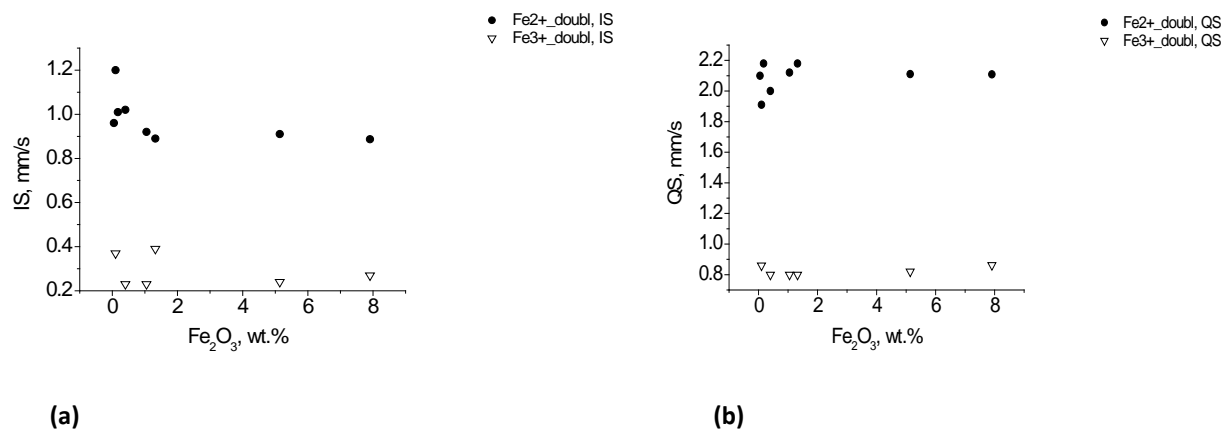 Fe2+_doubl, IS
Fe3+_doubl, IS
1.2
1.0
0.8
0.6
0.4
0.2
IS, mm/s
0 2 4 6 8
Fe2O3, wt.%
(a)
Fe2+_doubl, QS
Fe3+_doubl, QS
2.2
2.0
1.8
1.6
1.4
1.2
1.0
0.8
QS, mm/s
0 2 4 6 8
Fe2O3, wt.%
(b)